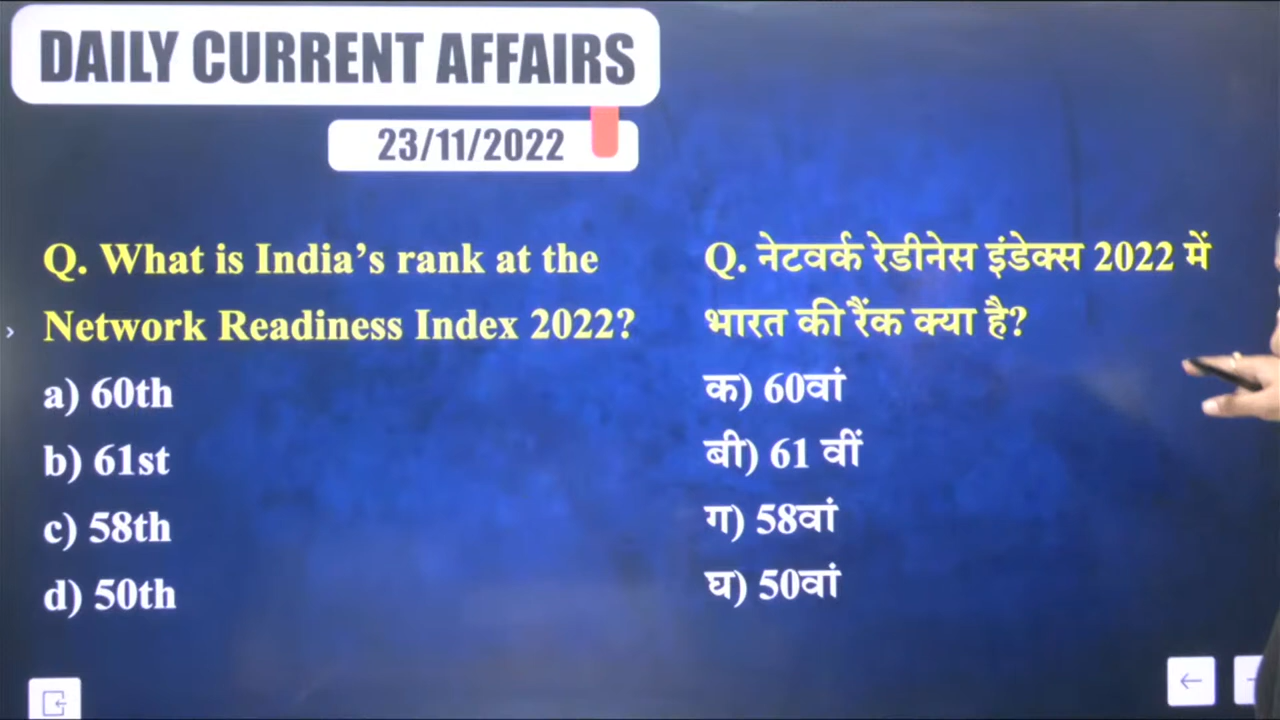 DAILY CURRENT AFFAIRS
23/11/2022
Q. What is India's rank at the
Network Readiness Index 2022?
a) 60th
b) 61st
c) 58th
d) 50th
Q. नेटवर्क रेडीनेस इंडेक्स 2022 में
भारत की रैंक क्या है?
क) 60वां
बी) 61 वीं
ग) 58वां
घ) 50वां